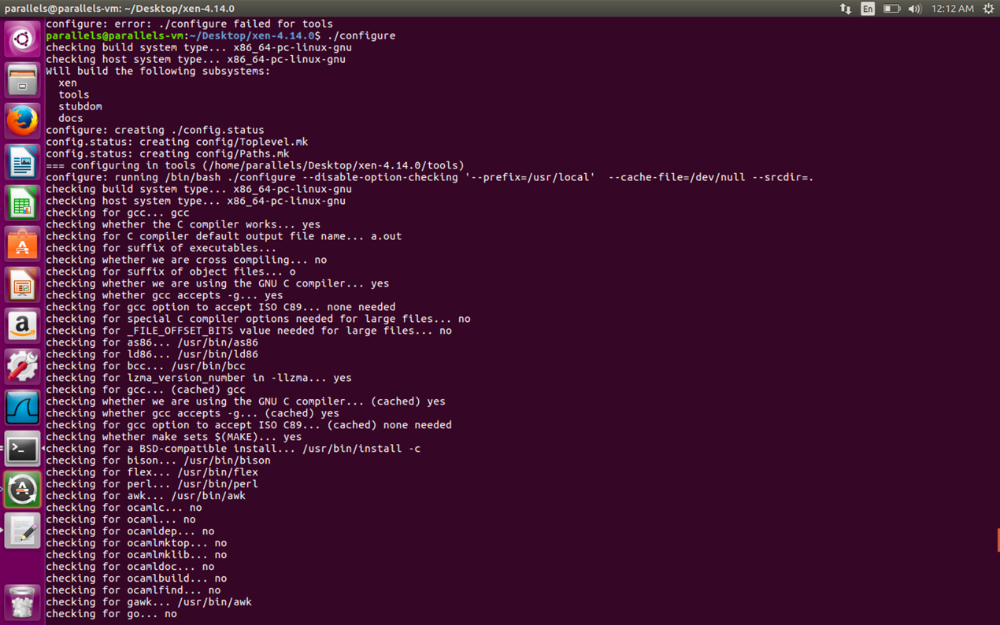 parallels@parallels-vm: ~/Desktop/xen-4.14.0
En
12:12 AM
configure: error: ./configure failed for tools
parallels@parallels-vm:~/Desktop/xen-4.14.0$ ./configure
checking build system type... x86_64-pc-linux-gnu
checking host system type... x86_64-pc-linux-gnu
Will build the following subsystems:
  xen
  tools
  stubdom
  docs
configure: creating ./config.status
config.status: creating config/Toplevel.mk
config.status: creating config/Paths.mk
=== configuring in tools (/home/parallels/Desktop/xen-4.14.0/tools)
configure: running /bin/bash ./configure --disable-option-checking '--prefix=/usr/local'  --cache-file=/dev/null --srcdir=.
checking build system type... x86_64-pc-linux-gnu
checking host system type... x86_64-pc-linux-gnu
checking for gcc... gcc
checking whether the C compiler works... yes
checking for C compiler default output file name... a.out
checking for suffix of executables...
checking whether we are cross compiling... no
checking for suffix of object files... o
checking whether we are using the GNU C compiler... yes
checking whether gcc accepts -g... yes
checking for gcc option to accept ISO C89... none needed
checking for special C compiler options needed for large files... no
checking for _FILE_OFFSET_BITS value needed for large files... no
checking for as86... /usr/bin/as86
checking for ld86... /usr/bin/ld86
checking for bcc... /usr/bin/bcc
checking for lzma_version_number in -llzma... yes
checking for gcc... (cached) gcc
checking whether we are using the GNU C compiler... (cached) yes
checking whether gcc accepts -g... (cached) yes
checking for gcc option to accept ISO C89... (cached) none needed
checking whether make sets $(MAKE)... yes
checking for a BSD-compatible install... /usr/bin/install -c
checking for bison... /usr/bin/bison
checking for flex... /usr/bin/flex
checking for perl... /usr/bin/perl
checking for awk... /usr/bin/awk
checking for ocamlc... no
checking for ocaml... no
checking for ocamldep... no
checking for ocamlmktop... no
checking for ocamlmklib... no
checking for ocamldoc... no
checking for ocamlbuild... no
checking for ocamlfind... no
checking for gawk... /usr/bin/awk
checking for go... no